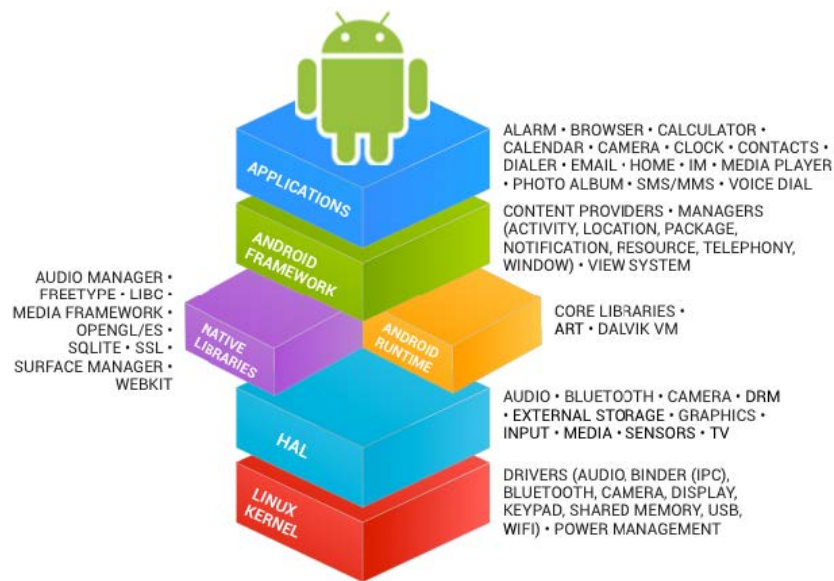 ALARM • BROWSER • CALCULATOR •
CALENDAR • CAMERA • CLOCK • CONTACTS •
DIALER • EMAIL • HOME • IM • MEDIA PLAYER
• PHOTO ALBUM • SMS/MMS • VOICE DIAL
APPLICATIONS
CONTENT PROVIDERS • MANAGERS
(ACTIVITY, LOCATION, PACKAGE,
NOTIFICATION, RESOURCE, TELEPHONY,
WINDOW) • VIEW SYSTEM
ANDROID
FRAMEWORK
AUDIO MANAGER •
FREETYPE • LIBC •
MEDIA FRAMEWORK •
OPENGL/ES •
SQLITE • SSL •
SURFACE MANAGER •
WEBKIT
NATIVE
LIBRARIES
ANDROID
RUNTIME
CORE LIBRARIES •
ART • DALVIK VM
HAL
AUDIO • BLUETOOTH • CAMERA • DRM
• EXTERNAL STORAGE • GRAPHICS •
INPUT • MEDIA • SENSORS • TV
LINUX
KERNEL
DRIVERS (AUDIO, BINDER (IPC),
BLUETOOTH, CAMERA, DISPLAY,
KEYPAD, SHARED MEMORY, USB,
WIFI) • POWER MANAGEMENT